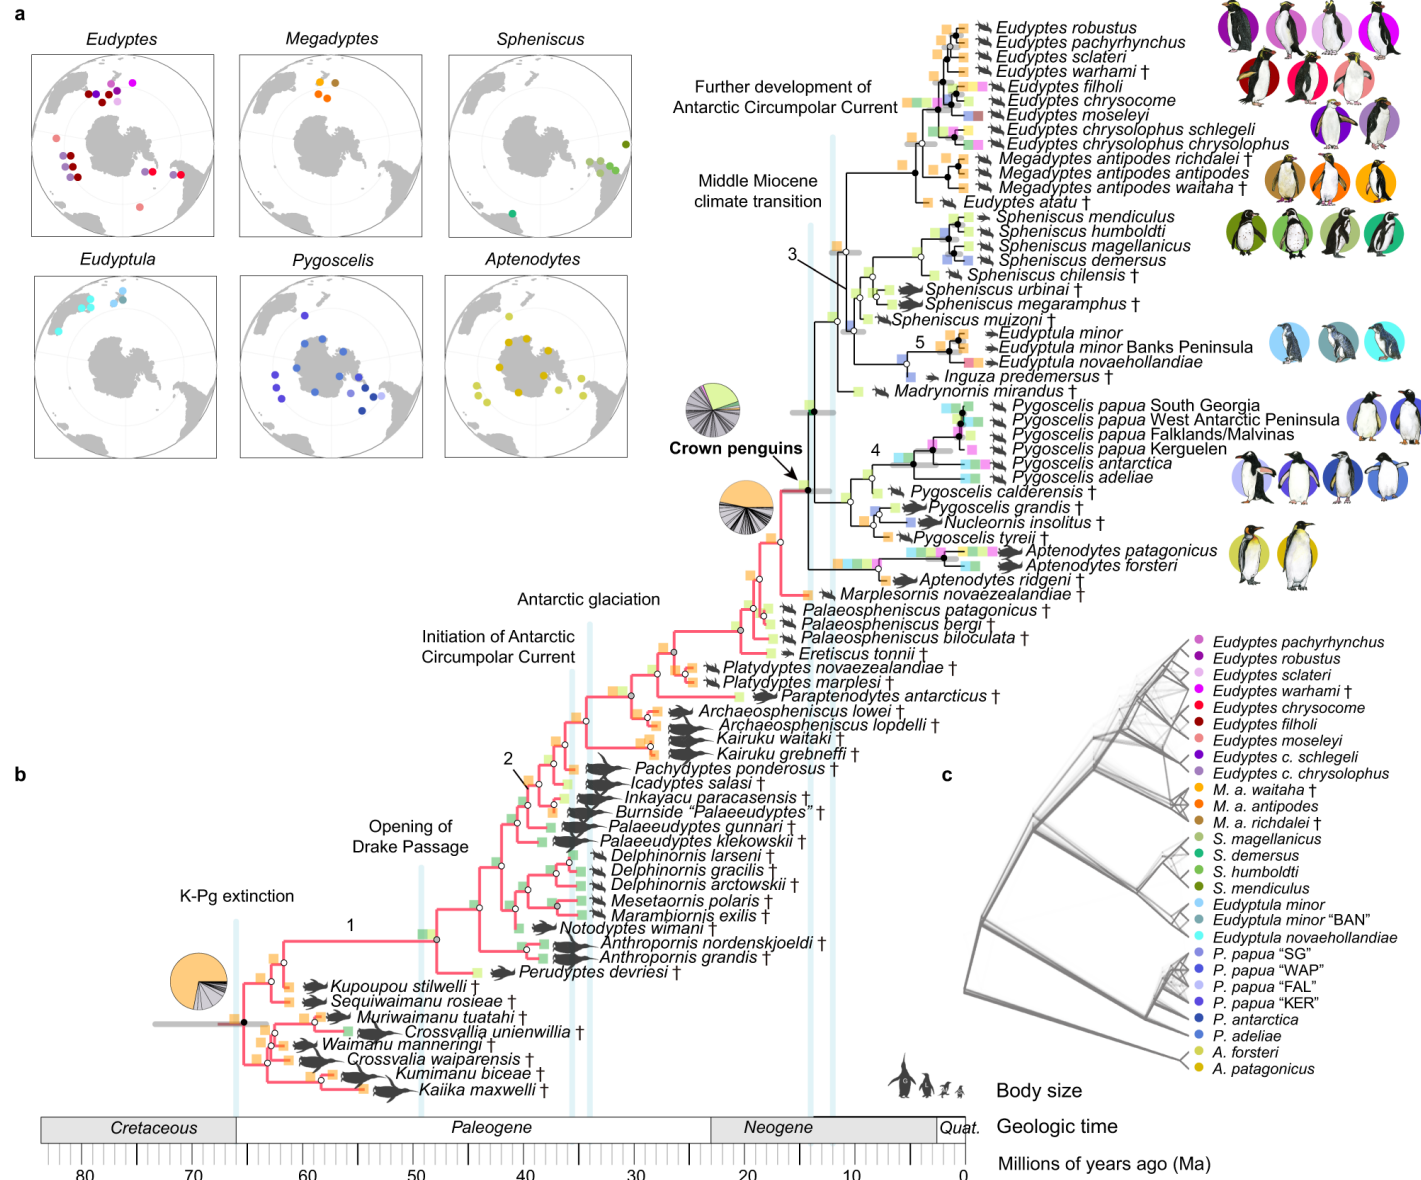 a
Eudyptes
Megadyptes
Spheniscus
Eudyptula
Pygoscelis
Aptenodytes
b
Further development of
Antarctic Circumpolar Current
Middle Miocene
climate transition
Crown penguins
Antarctic glaciation
Initiation of Antarctic
Circumpolar Current
Opening of
Drake Passage
K-Pg extinction
1
2
3
4
5
Eudyptes robustus
Eudyptes pachyrhynchus
Eudyptes sclateri
Eudyptes warhami †
Eudyptes filholi
Eudyptes chrysocome
Eudyptes moseleyi
Eudyptes chrysolophus schlegeli
Eudyptes chrysolophus chrysolophus
Megadyptes antipodes richdalei †
Megadyptes antipodes antipodes
Megadyptes antipodes waitaha †
Eudyptes atatu †
Spheniscus mendiculus
Spheniscus humboldti
Spheniscus magellanicus
Spheniscus demersus
Spheniscus chilensis †
Spheniscus urbinai †
Spheniscus megaramphus †
Spheniscus muizoni †
Eudyptula minor
Eudyptula minor Banks Peninsula
Eudyptula novaehollandiae
Inguza predemersus †
Madrynornis mirandus †
Pygoscelis papua South Georgia
Pygoscelis papua West Antarctic Peninsula
Pygoscelis papua Falklands/Malvinas
Pygoscelis papua Kerguelen
Pygoscelis antarctica
Pygoscelis adeliae
Pygoscelis calderensis †
Pygoscelis grandis †
Nucleornis insolitus †
Pygoscelis tyreii †
Aptenodytes patagonicus
Aptenodytes forsteri
Aptenodytes ridgeni †
Marplesornis novaezealandiae †
Palaeospheniscus patagonicus †
Palaeospheniscus bergi †
Palaeospheniscus biloculata †
Eretiscus tonnii †
Platydyptes novaezealandiae †
Platydyptes marplesi †
Paraptenodytes antarcticus †
Archaeospheniscus lowei †
Archaeospheniscus lopdelli †
Kairuku waitaki †
Kairuku grebneffi †
Pachydyptes ponderosus †
Icadyptes salasi †
Inkayacu paracasensis †
Burnside “Palaeeudyptes” †
Palaeeudyptes gunnari †
Palaeeudyptes klekowskii †
Delphinornis larseni †
Delphinornis gracilis †
Delphinornis arctowskii †
Mesetaornis polaris †
Marambiornis exilis †
Notodyptes wimani †
Anthropornis nordenskjoeldi †
Anthropornis grandis †
Perudyptes devriesi †
Kupoupou stilwelli †
Sequiwaimanu rosieae †
Muriwaimanu tuatahi †
Crossvallia unienwillia †
Waimanu manneringi †
Crossvalia waiparensis †
Kumimanu biceae †
Kaiika maxwelli †
c
Eudyptes pachyrhynchus
Eudyptes robustus
Eudyptes sclateri
Eudyptes warhami †
Eudyptes chrysocome
Eudyptes filholi
Eudyptes moseleyi
Eudyptes c. schlegeli
Eudyptes c. chrysolophus
M. a. waitaha †
M. a. antipodes
M. a. richdalei †
S. magellanicus
S. demersus
S. humboldti
S. mendiculus
Eudyptula minor
Eudyptula minor “BAN”
Eudyptula novaehollandiae
P. papua “SG”
P. papua “WAP”
P. papua “FAL”
P. papua “KER”
P. antarctica
P. adeliae
A. forsteri
A. patagonicus
Body size
Cretaceous
Paleogene
Neogene
Quat.
Geologic time
80 70 60 50 40 30 20 10 0
Millions of years ago (Ma)